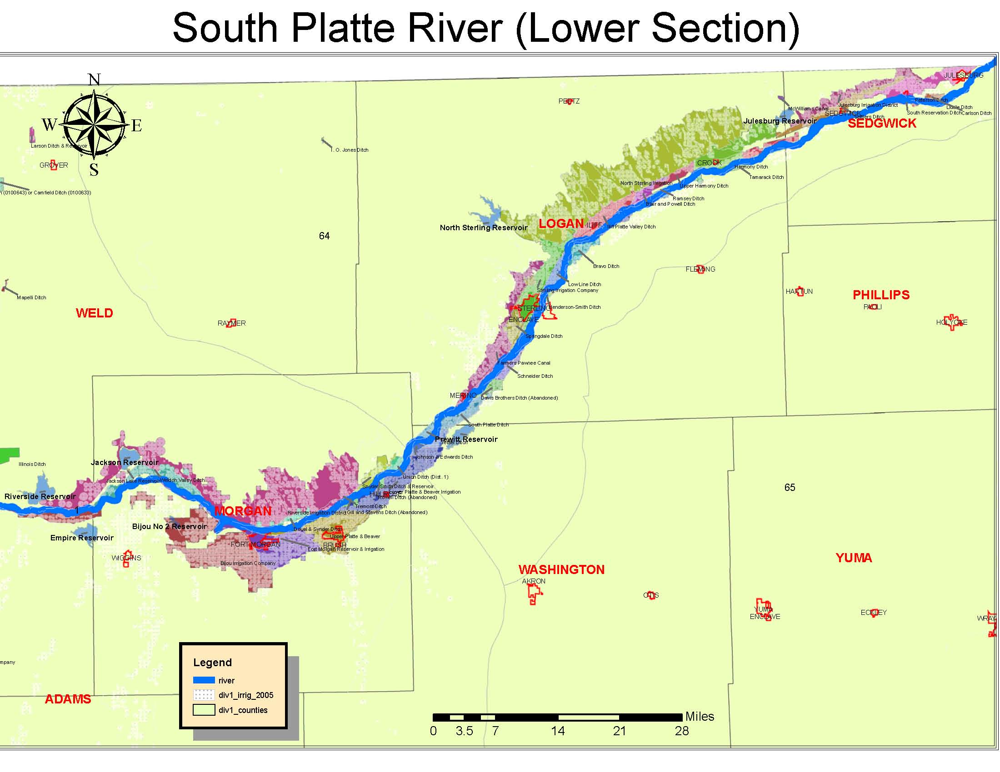 South Platte River (Lower Section)
N
W
E
S
JULESBURG
PEETZ
Peterson Ditch
McWilliams Canal
Julesburg Irrigation District
Liddle Ditch
SEDGWICK
South Reservation Ditch
Carlson Ditch
Settlers Ditch
Julesburg Reservoir
SEDGWICK
Larson Ditch & Reservoir
I. O. Jones Ditch
GROVER
CROOK
Harmony Ditch
Tamarack Ditch
North Sterling Irrigation
Upper Harmony Ditch
(0100643) or Camfield Ditch (0100633)
Ramsey Ditch
Blair and Powell Ditch
LOGAN
ILIFF
Iliff Platte Valley Ditch
North Sterling Reservoir
64
Bravo Ditch
FLEMING
Low Line Ditch
Sterling Irrigation Company
HAXTUN
PHILLIPS
Mapelli Ditch
STERLING
Henderson-Smith Ditch
PAOLI
WELD
ENCLAVE
HOLYOKE
RAYMER
Springdale Ditch
Farmers Pawnee Canal
Schneider Ditch
MERINO
Davis Brothers Ditch (Abandoned)
South Platte Ditch
Prewitt Reservoir
Tetsel Ditch
Johnson & Edwards Ditch
Illinois Ditch
Jackson Reservoir
Union Ditch (Dist. 1)
Jackson Lake Reservoir
Weldon Valley Ditch
Snyder Smith Ditch & Reservoir
65
Lower Platte & Beaver Irrigation
HILLROSE
Trowell Ditch (Abandoned)
Riverside Reservoir
1
Tremont Ditch
MORGAN
Riverside Irrigation District
Gill and Stevens Ditch (Abandoned)
Bijou No 2 Reservoir
Deuel & Synder Ditch
Empire Reservoir
Upper Platte & Beaver
FORT MORGAN
BRUSH
Fort Morgan Reservoir & Irrigation
WIGGINS
Bijou Irrigation Company
YUMA
WASHINGTON
AKRON
OTIS
YUMA
ENCLAVE
ECKLEY
WRAY
mpany
Legend
river
div1_irrig_2005
div1_counties
ADAMS
Miles
0 3.5 7 14 21 28